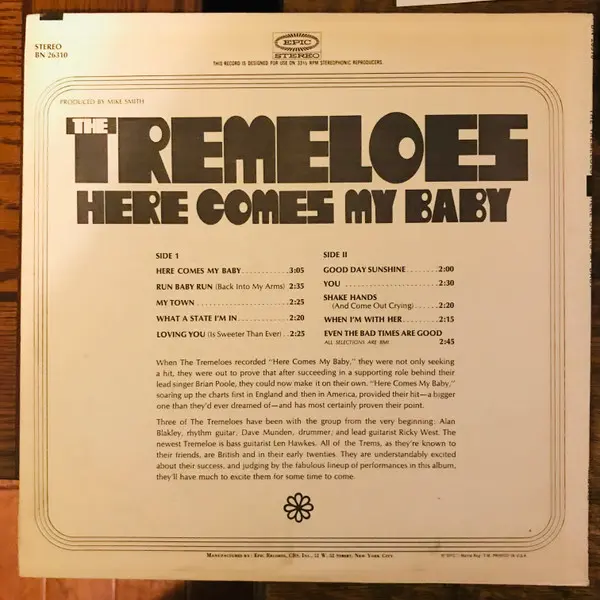 STEREO
BN 26310
EPIC
STEREO
THIS RECORD IS DESIGNED FOR USE ON 33⅓ RPM STEREOPHONIC REPRODUCERS.
PRODUCED BY MIKE SMITH
THE TREMELOES
HERE COMES MY BABY
SIDE 1
HERE COMES MY BABY...........3:05
RUN BABY RUN (Back Into My Arms) 2:35
MY TOWN......................2:25
WHAT A STATE I'M IN...........2:20
LOVING YOU (Is Sweeter Than Ever)..2:25
SIDE II
GOOD DAY SUNSHINE.......2:00
YOU....................2:30
SHAKE HANDS
(And Come Out Crying).......2:20
WHEN I'M WITH HER........2:15
EVEN THE BAD TIMES ARE GOOD
ALL SELECTIONS ARE BMI 2:45
When The Tremeloes recorded "Here Comes My Baby," they were not only seeking
a hit, they were out to prove that after succeeding in a supporting role behind their
lead singer Brian Poole, they could now make it on their own. "Here Comes My Baby,"
soaring up the charts first in England and then in America, provided their hit—a bigger
one than they'd ever dreamed of—and has most certainly proven their point.
Three of The Tremeloes have been with the group from the very beginning: Alan
Blakley, rhythm guitar, Dave Munden, drummer, and lead guitarist Ricky West. The
newest Tremeloe is bass guitarist Len Hawkes. All of the Trems, as they're known to
their friends, are British and in their early twenties. They are understandably excited
about their success, and judging by the fabulous lineup of performances in this album,
they'll have much to excite them for some time to come.
Manufactured by: Epic Records, CBS, Inc., 51 W. 52 Street, New York City
PRINTED IN U.S.A.